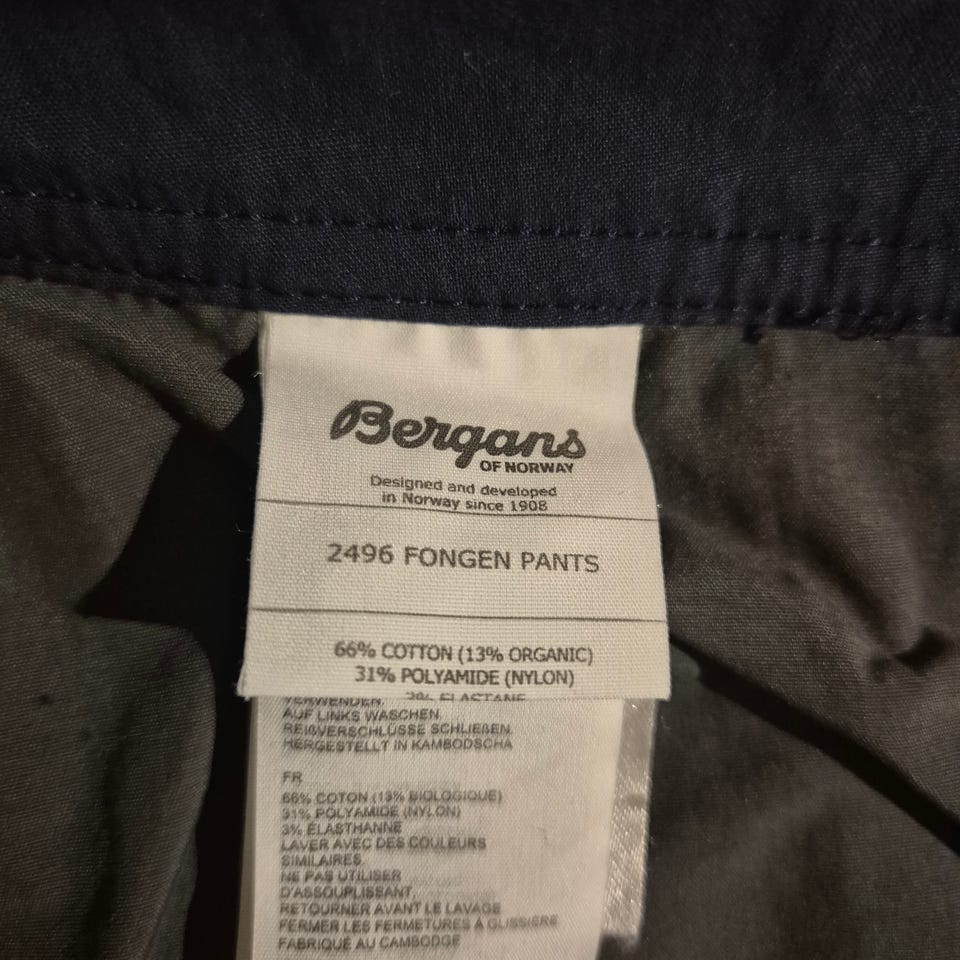 Bergans
OF NORWAY
Designed and developed
in Norway since 1908
2496 FONGEN PANTS
66% COTTON (13% ORGANIC)
31% POLYAMIDE (NYLON)
3% ELASTANE
VERWENDEN.
AUF LINKS WASCHEN.
REIßVERSCHLÜSSE SCHLIEßEN.
HERGESTELLT IN KAMBODSCHA
FR
66% COTON (13% BIOLOGIQUE)
31% POLYAMIDE (NYLON)
3% ÉLASTHANNE
LAVER AVEC DES COULEURS
SIMILAIRES.
NE PAS UTILISER
D'ASSOUPLISSANT
RETOURNER AVANT LE LAVAGE
FERMER LES FERMETURES À GLISSIÈRE
FABRIQUÉ AU CAMBODGE